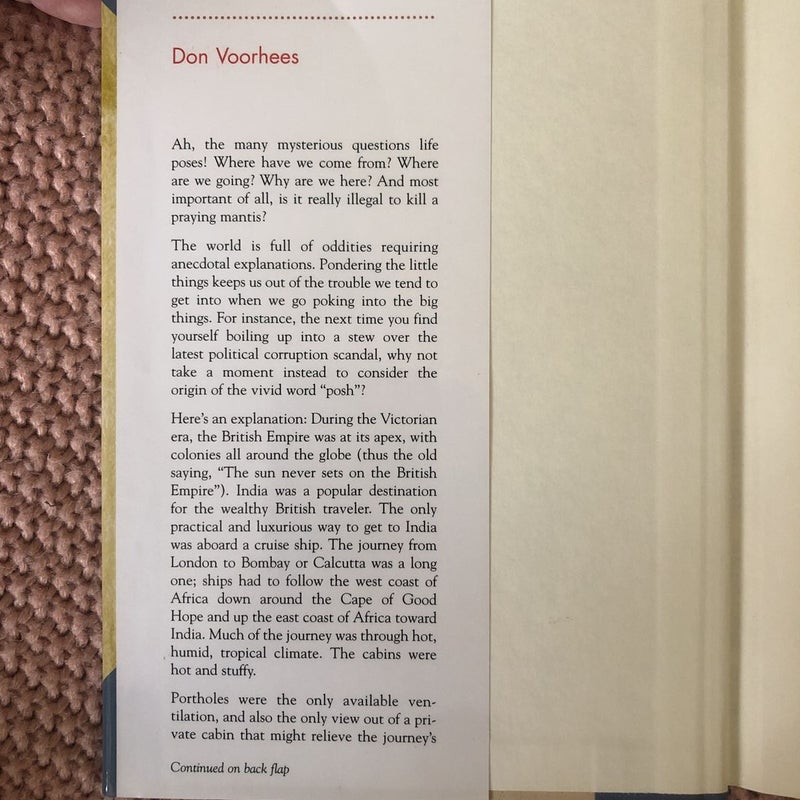 Don Voorhees
Ah, the many mysterious questions life
poses! Where have we come from? Where
are we going? Why are we here? And most
important of all, is it really illegal to kill a
praying mantis?
The world is full of oddities requiring
anecdotal explanations. Pondering the little
things keeps us out of the trouble we tend to
get into when we go poking into the big
things. For instance, the next time you find
yourself boiling up into a stew over the
latest political corruption scandal, why not
take a moment instead to consider the
origin of the vivid word “posh”?
Here’s an explanation: During the Victorian
era, the British Empire was at its apex, with
colonies all around the globe (thus the old
saying, “The sun never sets on the British
Empire”). India was a popular destination
for the wealthy British traveler. The only
practical and luxurious way to get to India
was aboard a cruise ship. The journey from
London to Bombay or Calcutta was a long
one; ships had to follow the west coast of
Africa down around the Cape of Good
Hope and up the east coast of Africa toward
India. Much of the journey was through hot,
humid, tropical climate. The cabins were
hot and stuffy.
Portholes were the only available ven-
tilation, and also the only view out of a pri-
vate cabin that might relieve the journey’s
Continued on back flap